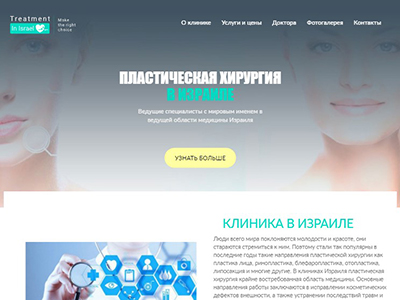 Treatment
In Israel
Make
the right
choice
О клинике
Услуги и цены
Доктора
Фотогалерея
Контакты
ПЛАСТИЧЕСКАЯ ХИРУРГИЯ
В ИЗРАИЛЕ
Ведущие специалисты с мировым именем в
ведущей области медицины Израиля
УЗНАТЬ БОЛЬШЕ
КЛИНИКА В ИЗРАИЛЕ
Люди всего мира поклоняются молодости и красоте, они
стараются стремиться к ним. Поэтому стали так популярны в
последние годы такие направления пластической хирургии как
пластика лица, ринопластика, блефаропластика, отопластика,
липосакция и многие другие. В клиниках Израиля пластическая
хирургия крайне востребованная область медицины. Основные
направления работы заключаются в исправлении косметических
дефектов внешности, а также устранении последствий травм и